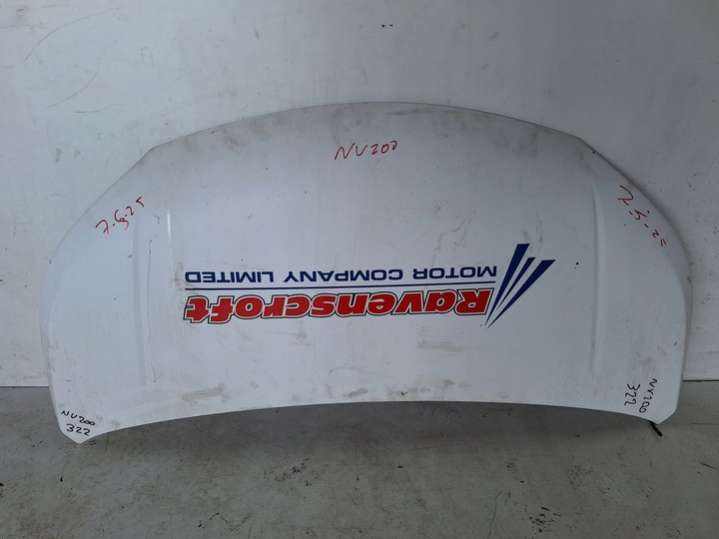 NV200
7-5-25
7-5-25
Ravenscroft
MOTOR COMPANY LIMITED
NV200
322
NV200
322